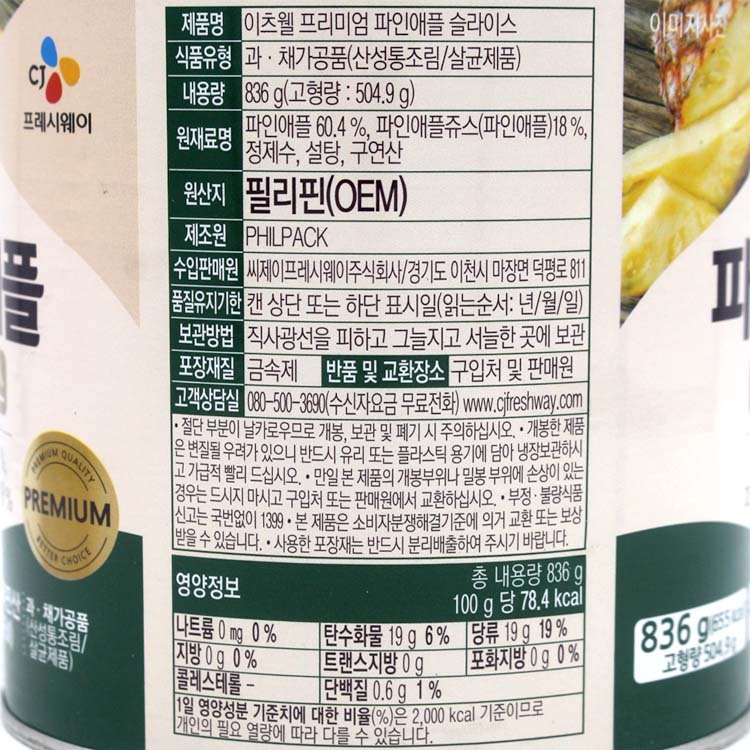 이미지사진
CJ
프레시웨이
제품명 이츠웰 프리미엄 파인애플 슬라이스
식품유형 과·채가공품(산성통조림/살균제품)
내용량 836 g(고형량 : 504.9 g)
원재료명 파인애플 60.4 %, 파인애플쥬스(파인애플)18 %,
정제수, 설탕, 구연산
원산지 필리핀(OEM)
제조원 PHILPACK
수입판매원 씨제이프레시웨이주식회사/경기도 이천시 마장면 덕평로 811
품질유지기한 캔 상단 또는 하단 표시일(읽는순서: 년/월/일)
보관방법 직사광선을 피하고 그늘지고 서늘한 곳에 보관
포장재질 금속제 반품 및 교환장소 구입처 및 판매원
고객상담실 080-500-3690(수신자요금 무료전화) www.cjfreshway.com
• 절단 부분이 날카로우므로 개봉, 보관 및 폐기 시 주의하십시오. • 개봉한 제품
은 변질될 우려가 있으니 반드시 유리 또는 플라스틱 용기에 담아 냉장보관하시
고 가급적 빨리 드십시오. • 만일 본 제품의 개봉부위나 밀봉 부위에 손상이 있는
경우는 드시지 마시고 구입처 또는 판매원에서 교환하십시오. • 부정·불량식품
신고는 국번없이 1399 • 본 제품은 소비자분쟁해결기준에 의거 교환 또는 보상
받을 수 있습니다. • 사용한 포장재는 반드시 분리배출하여 주시기 바랍니다.
영양정보 총 내용량 836 g
100 g 당 78.4 kcal
나트륨 0 mg 0 % 탄수화물 19 g 6 % 당류 19 g 19 %
지방 0 g 0 % 트랜스지방 0 g 포화지방 0 g 0 %
콜레스테롤 - 단백질 0.6 g 1 %
1일 영양성분 기준치에 대한 비율(%)은 2,000 kcal 기준이므로
개인의 필요 열량에 따라 다를 수 있습니다.
플
PREMIUM QUALITY
PREMIUM
BETTER CHOICE
과·채가공품
(산성통조림/
살균제품)
파
836 g(655 kcal
고형량 504.9 g